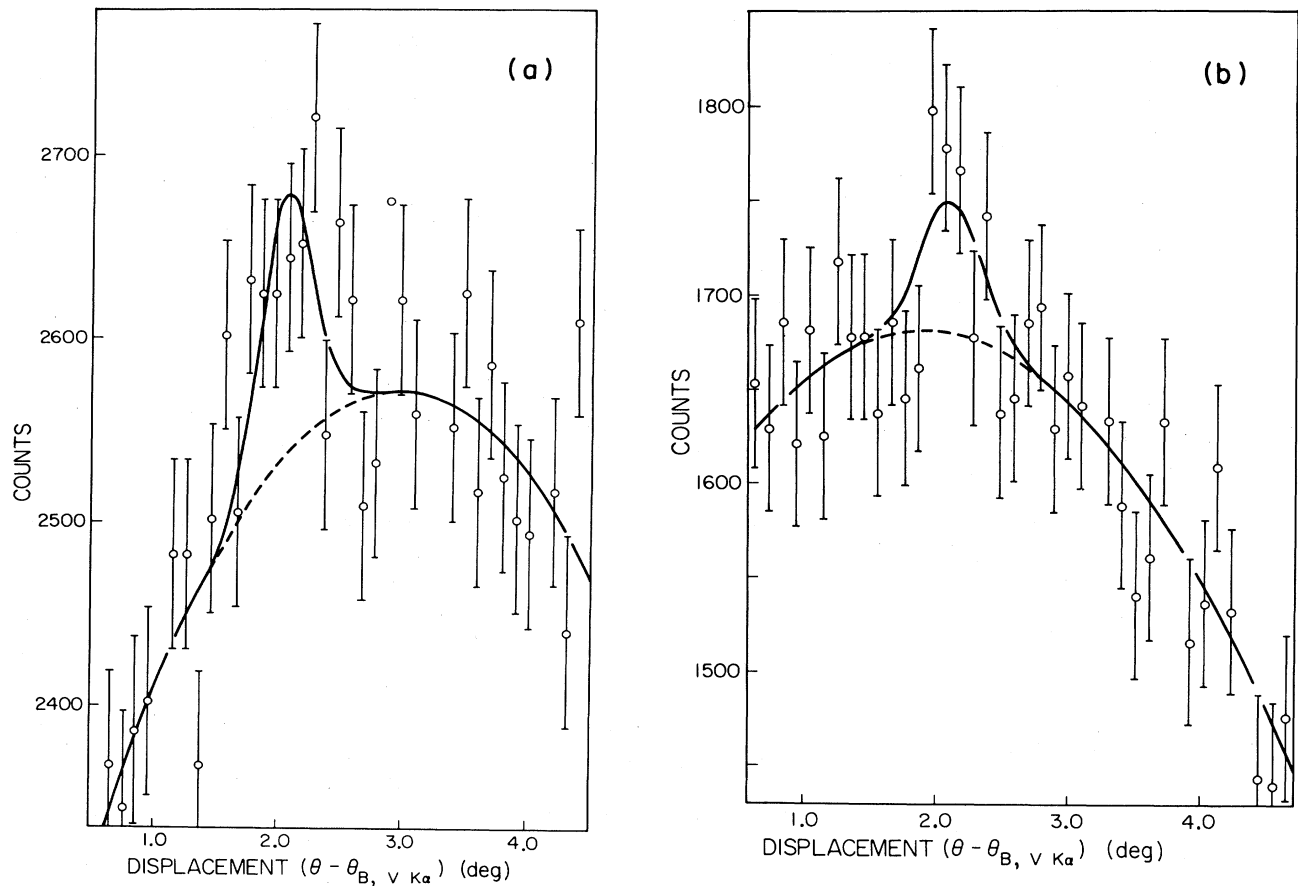 (a)
2700
2600
2500
2400
COUNTS
1.0 2.0 3.0 4.0
DISPLACEMENT (θ - θB, V Kα) (deg)
(b)
1800
1700
1600
1500
COUNTS
1.0 2.0 3.0 4.0
DISPLACEMENT (θ - θB, V Kα) (deg)